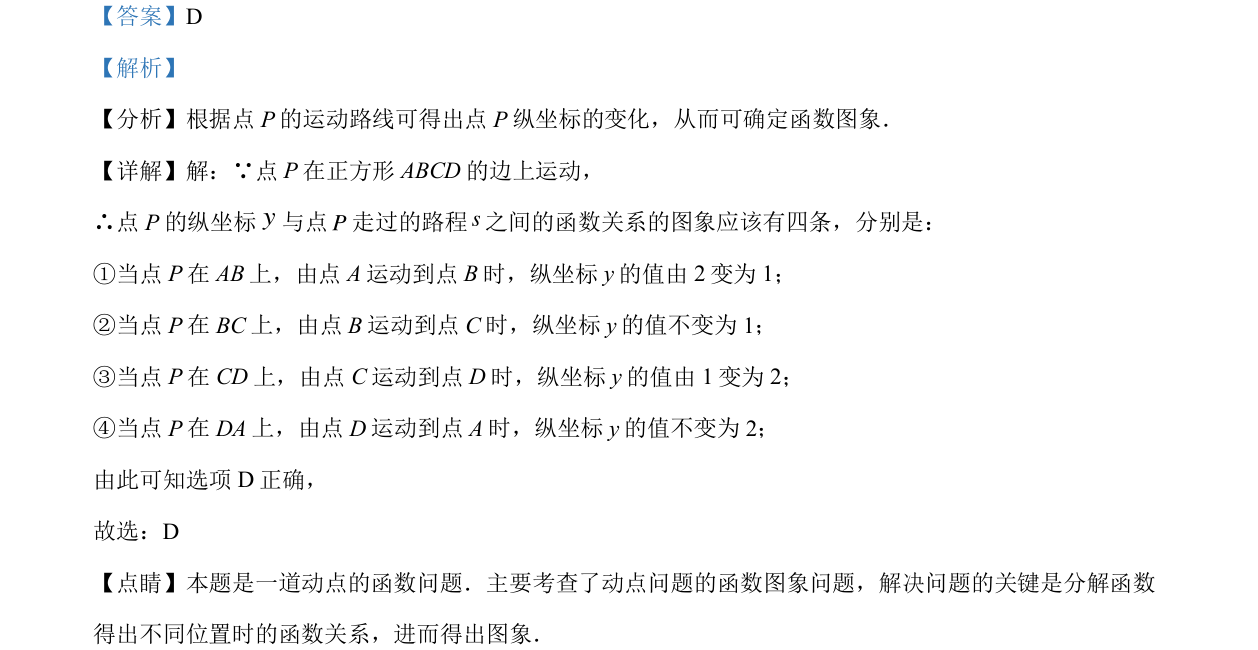 【答案】D
【解析】
【分析】根据点 P 的运动路线可得出点 P 纵坐标的变化，从而可确定函数图象．
【详解】解：∵点 P 在正方形 ABCD 的边上运动，
∴点 P 的纵坐标 y 与点 P 走过的路程 s 之间的函数关系的图象应该有四条，分别是：
①当点 P 在 AB 上，由点 A 运动到点 B 时，纵坐标 y 的值由 2 变为 1；
②当点 P 在 BC 上，由点 B 运动到点 C 时，纵坐标 y 的值不变为 1；
③当点 P 在 CD 上，由点 C 运动到点 D 时，纵坐标 y 的值由 1 变为 2；
④当点 P 在 DA 上，由点 D 运动到点 A 时，纵坐标 y 的值不变为 2；
由此可知选项 D 正确，
故选：D
【点睛】本题是一道动点的函数问题．主要考查了动点问题的函数图象问题，解决问题的关键是分解函数
得出不同位置时的函数关系，进而得出图象．